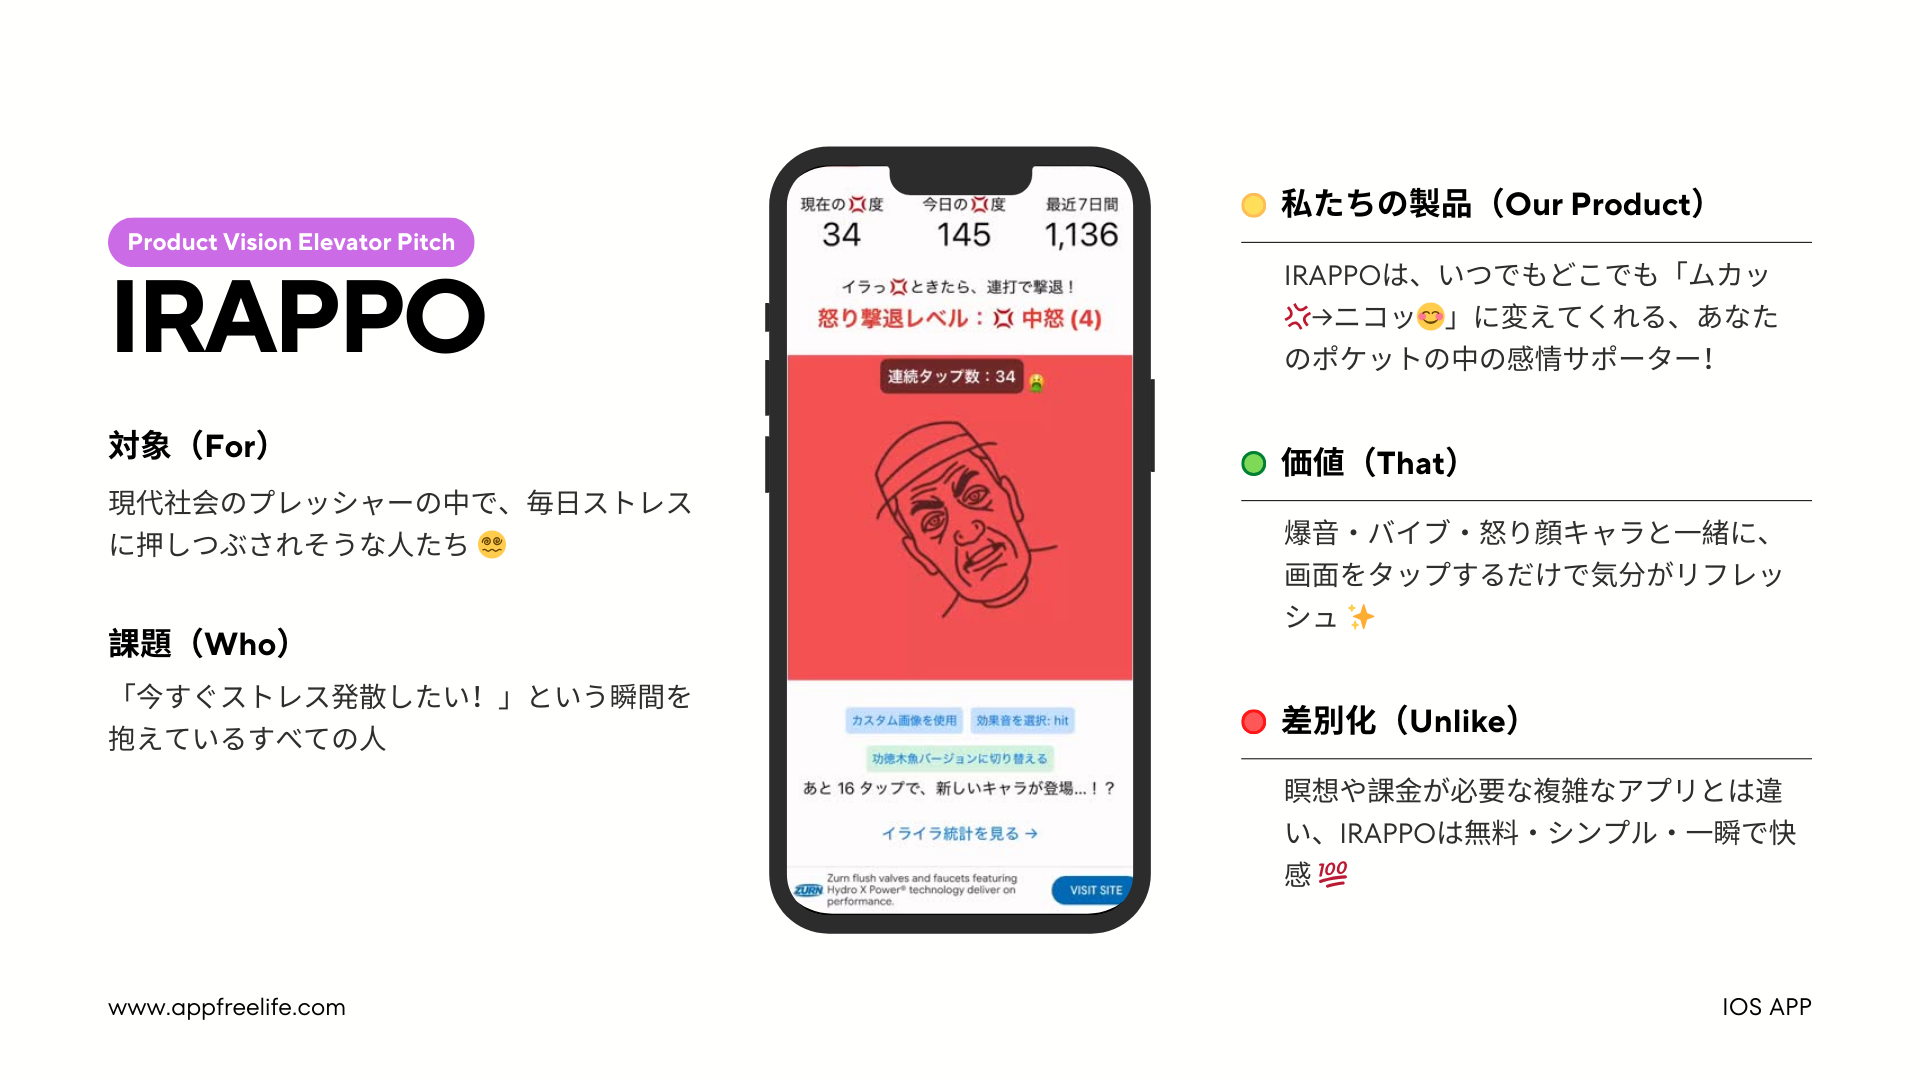 Product Vision Elevator Pitch
IRAPPO
対象（For）
現代社会のプレッシャーの中で、毎日ストレス
に押しつぶされそうな人たち 😵‍💫
課題（Who）
「今すぐストレス発散したい！」という瞬間を
抱えているすべての人
現在の💢度 今日の💢度 最近7日間
34 145 1,136
イラっ💢ときたら、連打で撃退！
怒り撃退レベル：💢 中怒 (4)
連続タップ数：34
カスタム画像を使用 効果音を選択: hit
功徳木魚バージョンに切り替える
あと 16 タップで、新しいキャラが登場...！？
イライラ統計を見る →
ZURN
Zurn flush valves and faucets featuring
Hydro X Power® technology deliver on
performance.
VISIT SITE
私たちの製品（Our Product）
IRAPPOは、いつでもどこでも「ムカッ
💢→ニコッ😊」に変えてくれる、あなた
のポケットの中の感情サポーター！
価値（That）
爆音・バイブ・怒り顔キャラと一緒に、
画面をタップするだけで気分がリフレッ
シュ ✨
差別化（Unlike）
瞑想や課金が必要な複雑なアプリとは違
い、IRAPPOは無料・シンプル・一瞬で快
感 💯
www.appfreelife.com
IOS APP